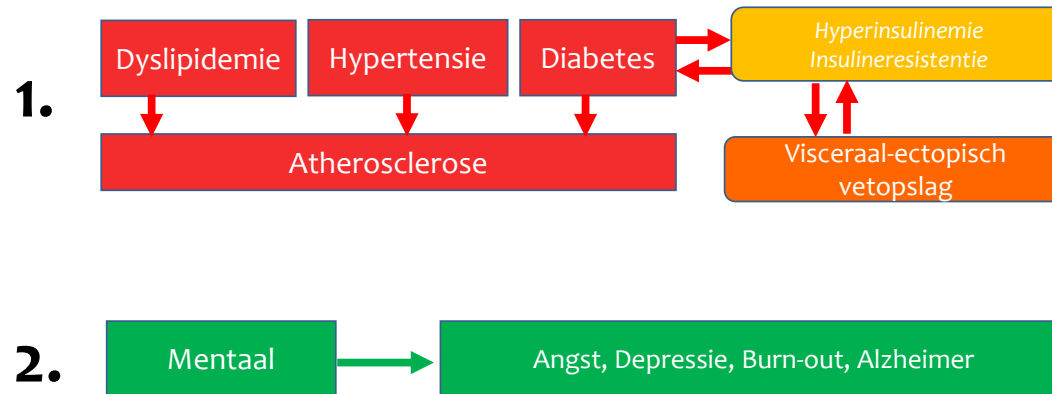 1.
Dyslipidemie
Hypertensie
Diabetes
Hyperinsulinemie
Insulineresistentie
Atherosclerose
Visceraal-ectopisch
vetopslag
2.
Mentaal
Angst, Depressie, Burn-out, Alzheimer